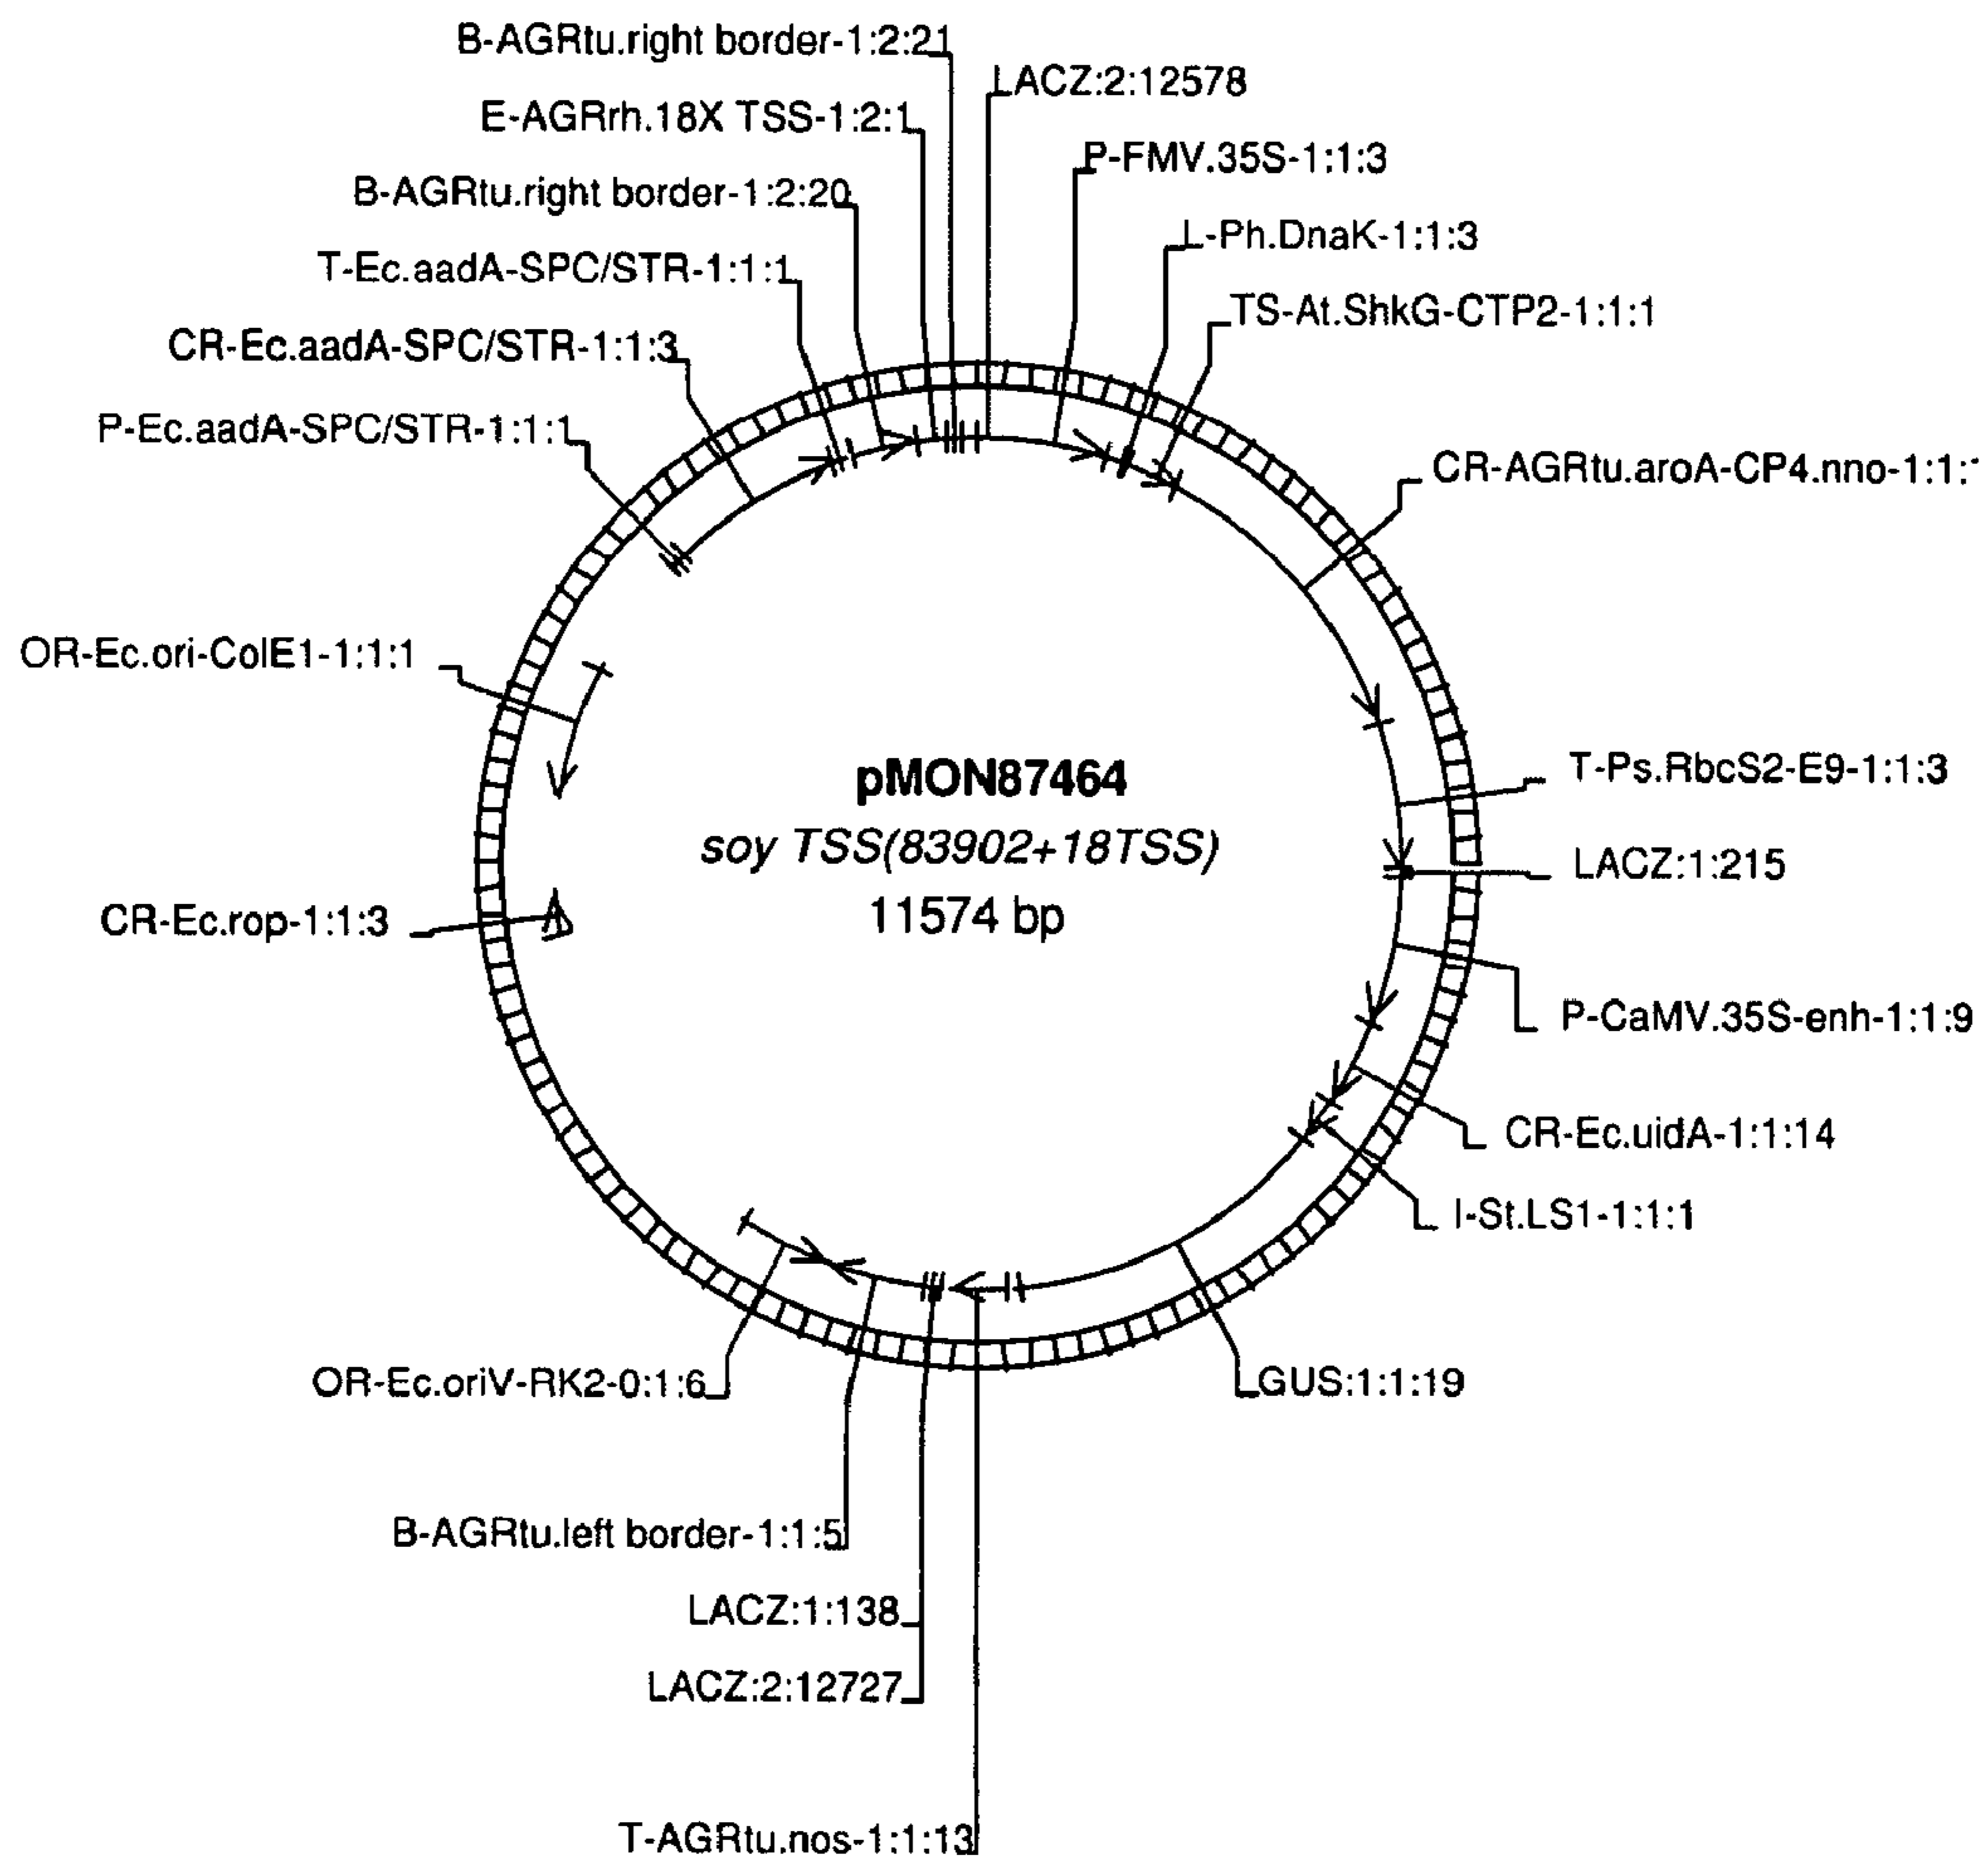 B-AGRtu.right border-1:2:21
LACZ:2:12578
E-AGRrh.18X TSS-1:2:1
P-FMV.35S-1:1:3
B-AGRtu.right border-1:2:20
L-Ph.DnaK-1:1:3
T-Ec.aadA-SPC/STR-1:1:1
TS-At.ShkG-CTP2-1:1:1
CR-Ec.aadA-SPC/STR-1:1:3
P-Ec.aadA-SPC/STR-1:1:1
CR-AGRtu.aroA-CP4.nno-1:1:
OR-Ec.ori-ColE1-1:1:1
pMON87464
soy TSS(83902+18TSS)
11574 bp
T-Ps.RbcS2-E9-1:1:3
LACZ:1:215
CR-Ec.rop-1:1:3
P-CaMV.35S-enh-1:1:9
CR-Ec.uidA-1:1:14
I-St.LS1-1:1:1
OR-Ec.oriV-RK2-0:1:6
GUS:1:1:19
B-AGRtu.left border-1:1:5
LACZ:1:138
LACZ:2:12727
T-AGRtu.nos-1:1:13